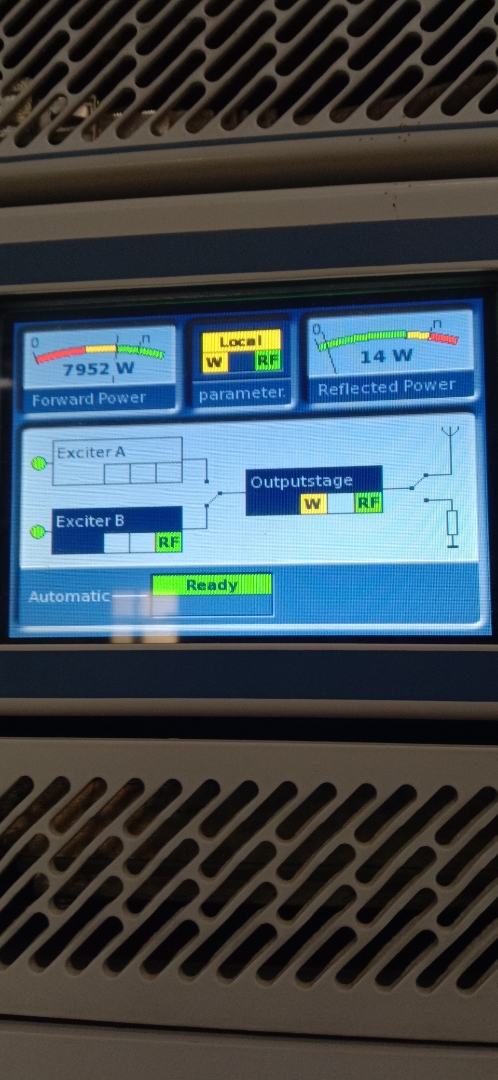 0 n
7952 W
Forward Power
Local
W RF
parameter.
0 n
14 W
Reflected Power
Exciter A
Exciter B
RF
Outputstage
W RF
Automatic
Ready